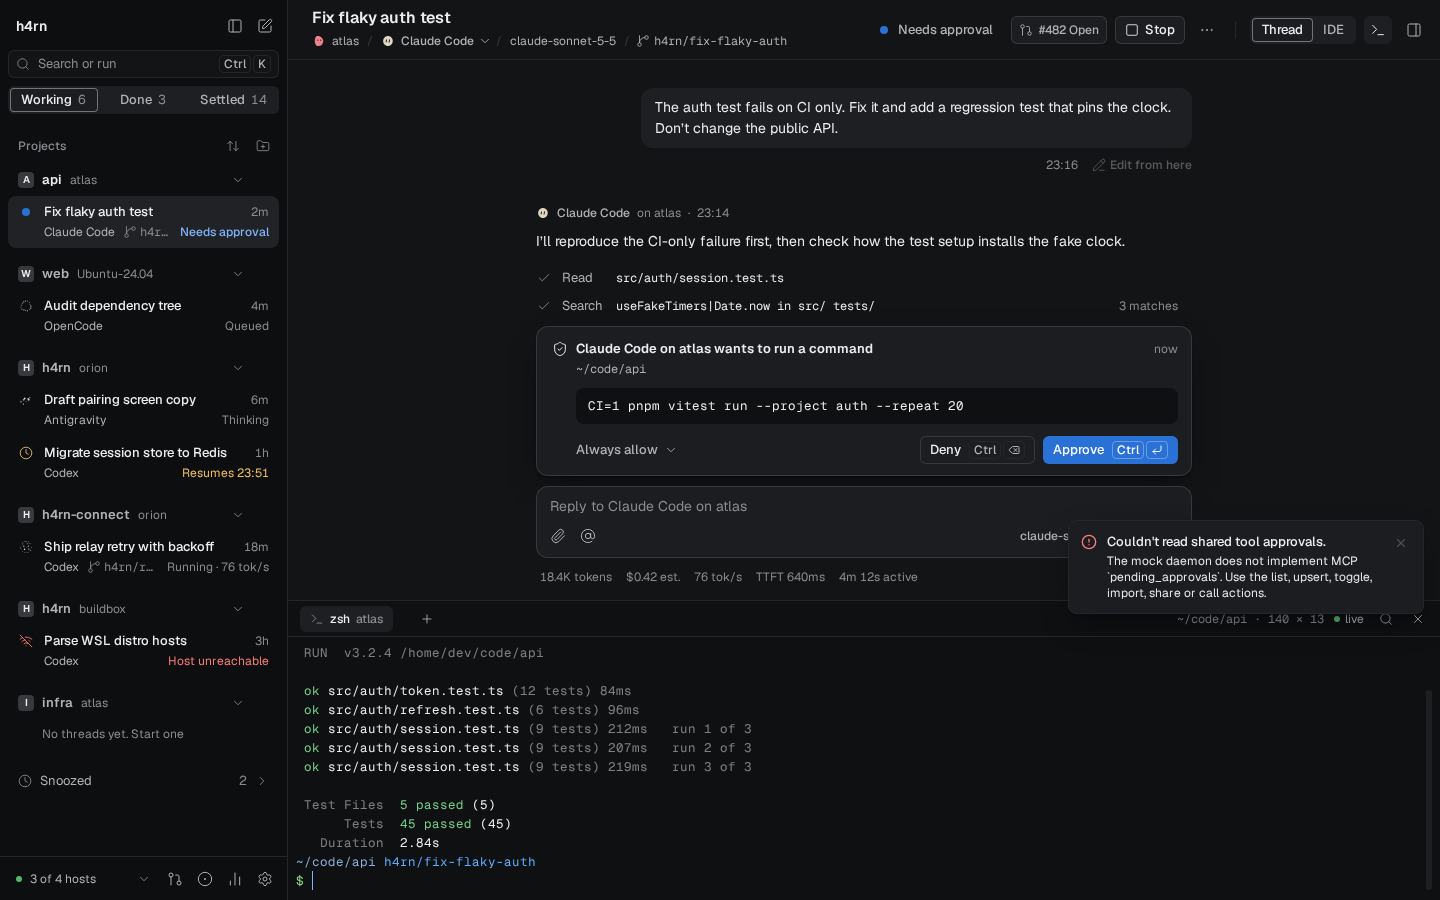 h4rn
Search or run Ctrl K
Working 6 Done 3 Settled 14
Projects
A api atlas
Fix flaky auth test 2m
Claude Code h4r... Needs approval
W web Ubuntu-24.04
Audit dependency tree 4m
OpenCode Queued
H h4rn orion
Draft pairing screen copy 6m
Antigravity Thinking
Migrate session store to Redis 1h
Codex Resumes 23:51
H h4rn-connect orion
Ship relay retry with backoff 18m
Codex h4rn/r... Running · 76 tok/s
H h4rn buildbox
Parse WSL distro hosts 3h
Codex Host unreachable
I infra atlas
No threads yet. Start one
Snoozed 2
3 of 4 hosts
Fix flaky auth test
atlas / Claude Code / claude-sonnet-5-5 / h4rn/fix-flaky-auth
Needs approval #482 Open Stop Thread IDE
The auth test fails on CI only. Fix it and add a regression test that pins the clock.
Don’t change the public API.
23:16 Edit from here
Claude Code on atlas · 23:14
I’ll reproduce the CI-only failure first, then check how the test setup installs the fake clock.
Read src/auth/session.test.ts
Search useFakeTimers|Date.now in src/ tests/ 3 matches
Claude Code on atlas wants to run a command now
~/code/api
CI=1 pnpm vitest run --project auth --repeat 20
Always allow Deny Ctrl Approve Ctrl
Reply to Claude Code on atlas
claude-s
18.4K tokens $0.42 est. 76 tok/s TTFT 640ms 4m 12s active
Couldn't read shared tool approvals.
The mock daemon does not implement MCP
`pending_approvals`. Use the list, upsert, toggle,
import, share or call actions.
zsh atlas ~/code/api · 140 × 13 live
RUN v3.2.4 /home/dev/code/api
ok src/auth/token.test.ts (12 tests) 84ms
ok src/auth/refresh.test.ts (6 tests) 96ms
ok src/auth/session.test.ts (9 tests) 212ms run 1 of 3
ok src/auth/session.test.ts (9 tests) 207ms run 2 of 3
ok src/auth/session.test.ts (9 tests) 219ms run 3 of 3
Test Files 5 passed (5)
Tests 45 passed (45)
Duration 2.84s
~/code/api h4rn/fix-flaky-auth
$